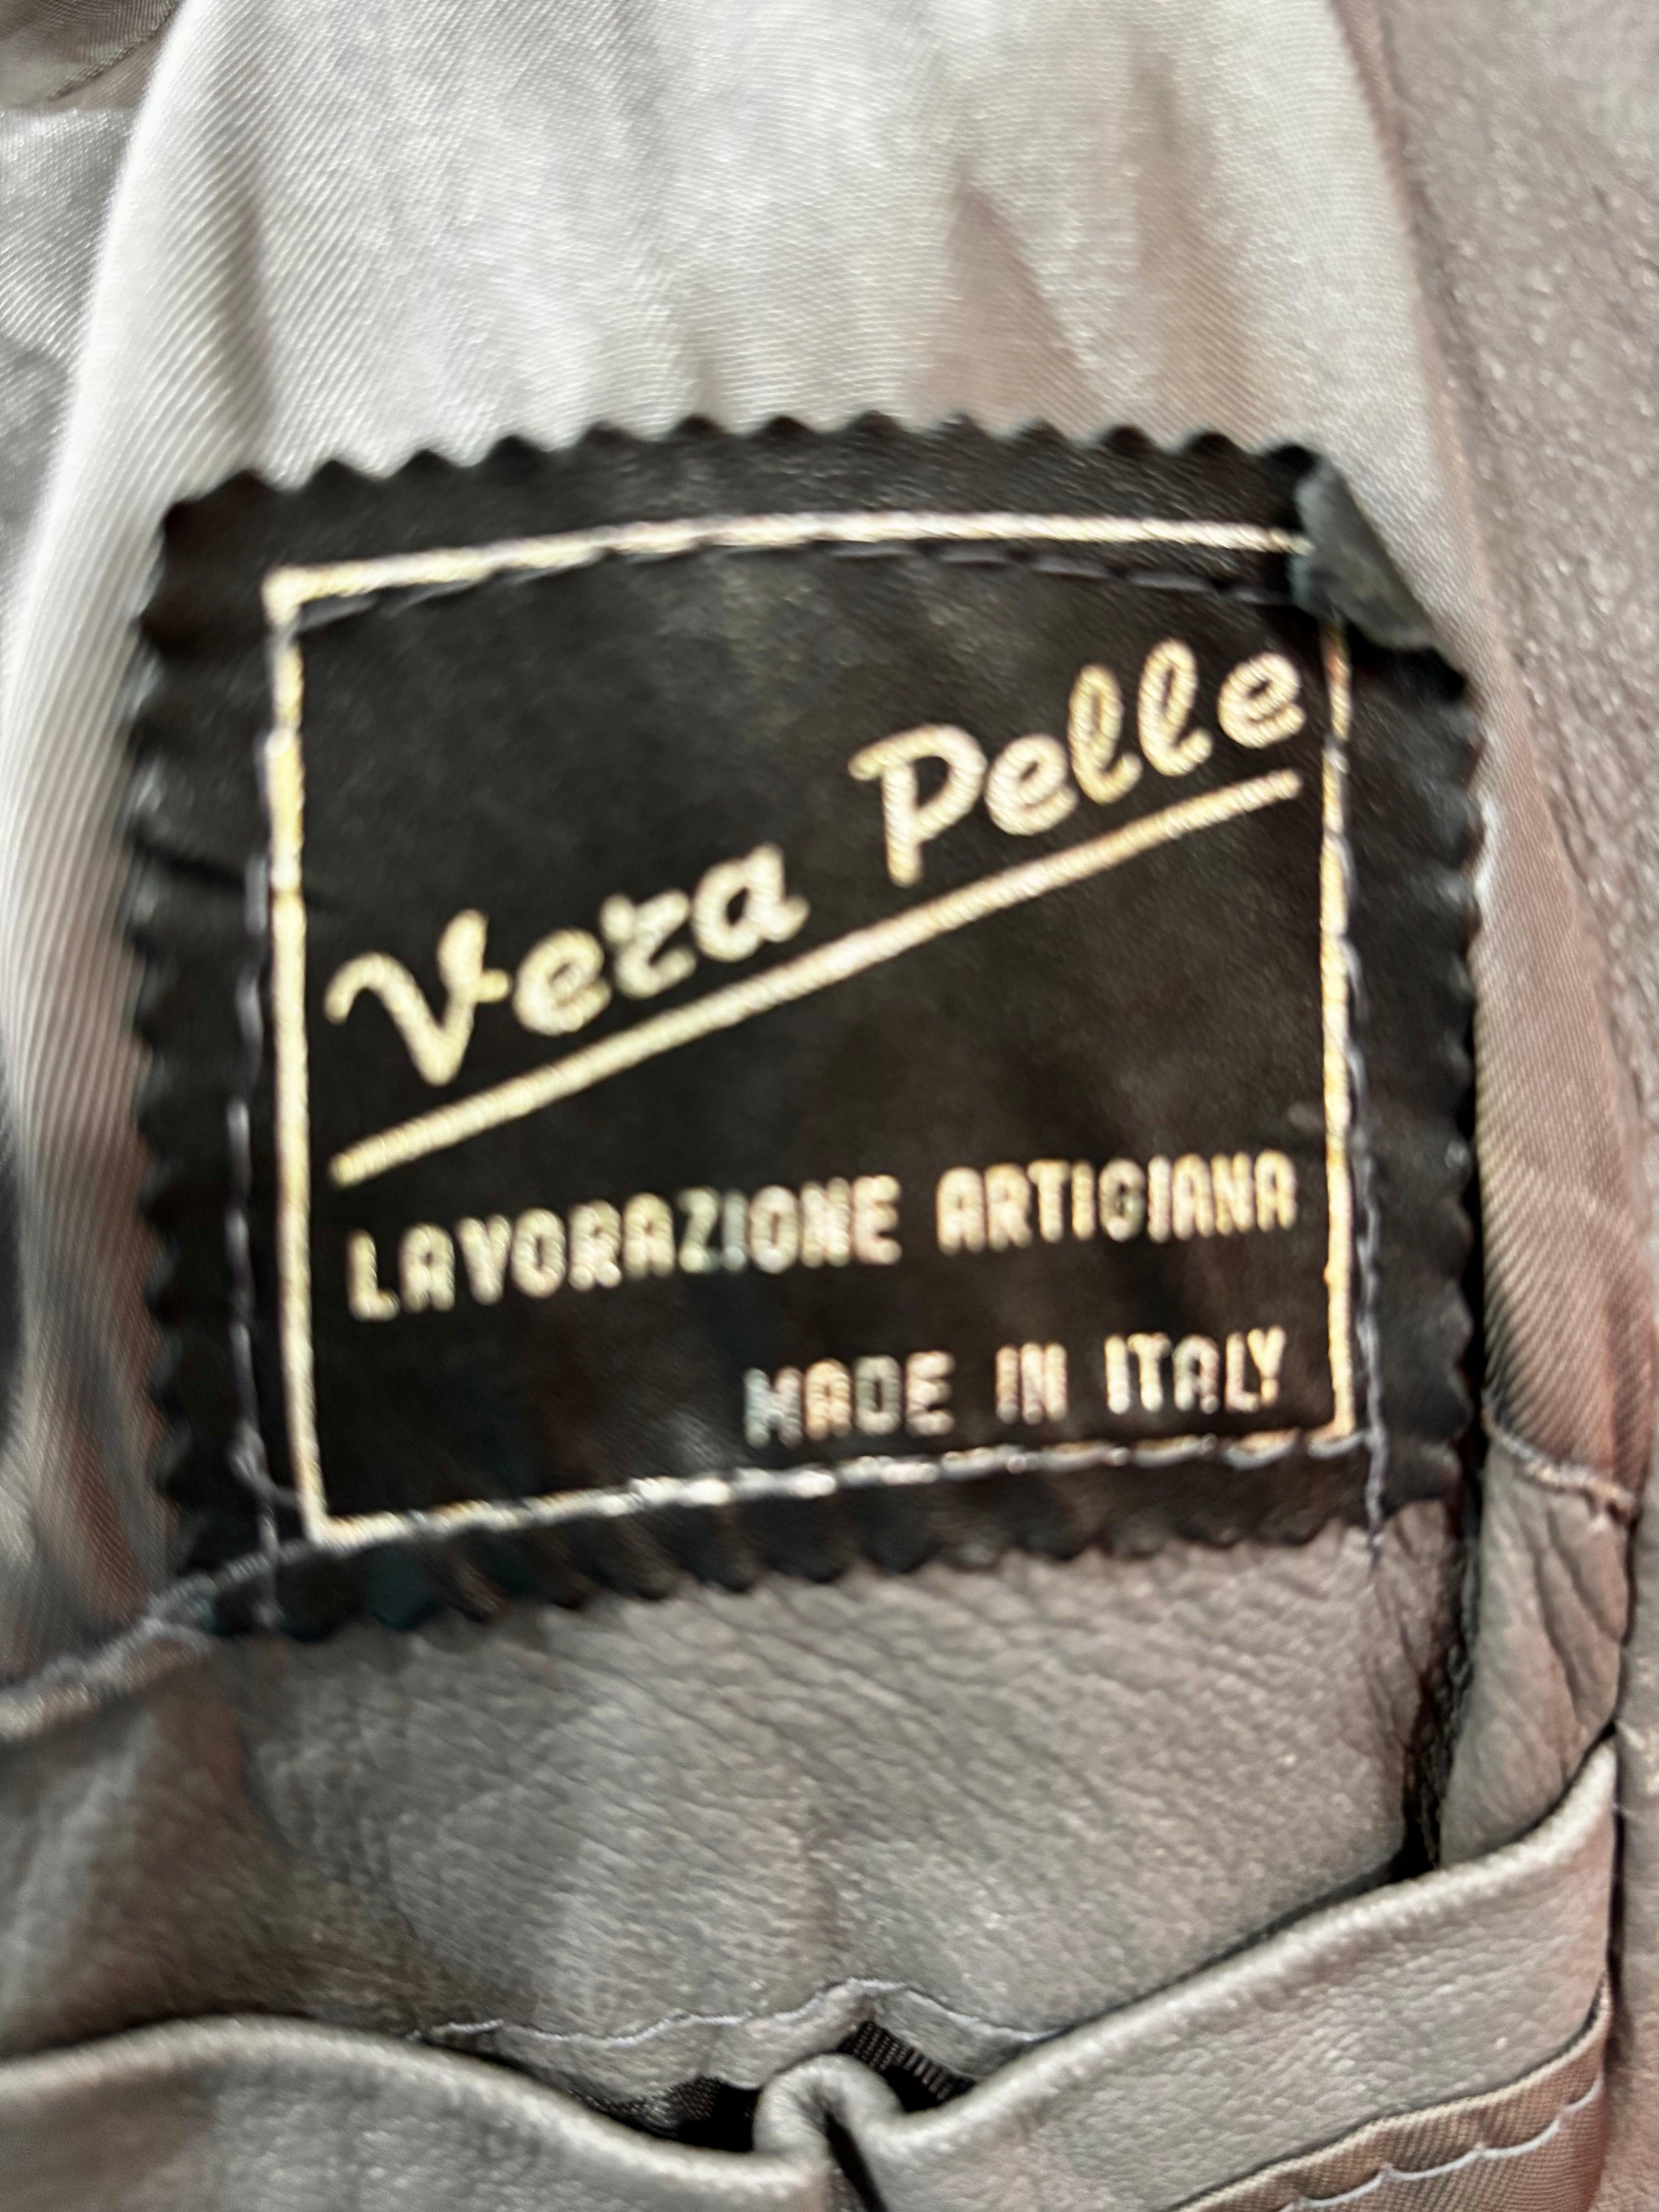 Vera Pelle
LAVORAZIONE ARTIGIANA
MADE IN ITALY